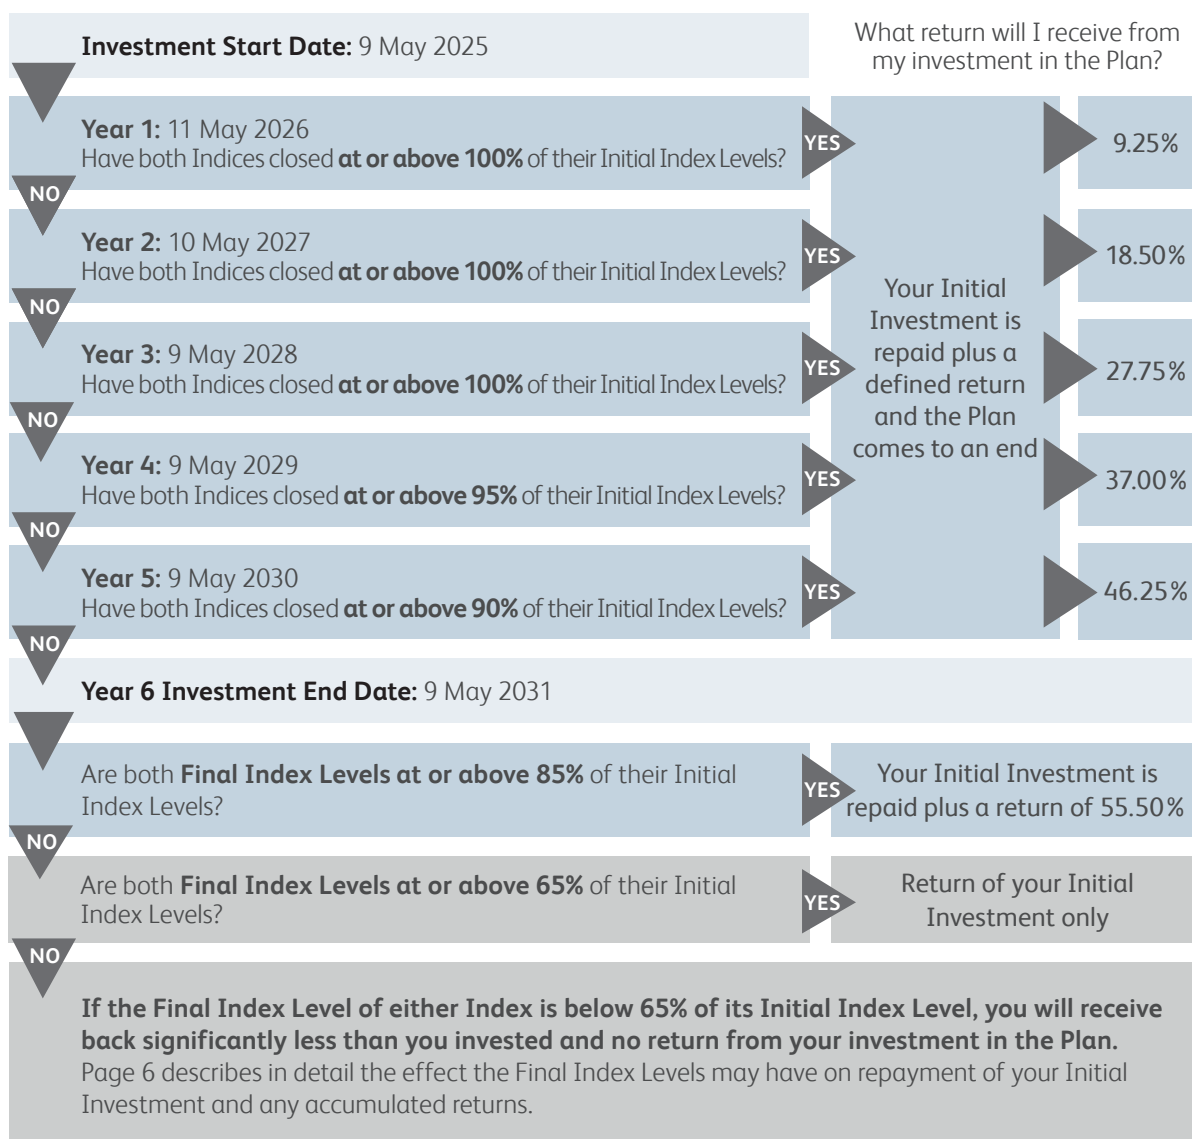 Investment Start Date: 9 May 2025
What return will I receive from
my investment in the Plan?
Year 1: 11 May 2026
Have both Indices closed at or above 100% of their Initial Index Levels?
YES
9.25%
NO
Year 2: 10 May 2027
Have both Indices closed at or above 100% of their Initial Index Levels?
YES
18.50%
NO
Year 3: 9 May 2028
Have both Indices closed at or above 100% of their Initial Index Levels?
YES
27.75%
NO
Year 4: 9 May 2029
Have both Indices closed at or above 95% of their Initial Index Levels?
YES
37.00%
NO
Year 5: 9 May 2030
Have both Indices closed at or above 90% of their Initial Index Levels?
YES
46.25%
Your Initial
Investment is
repaid plus a
defined return
and the Plan
comes to an end
NO
Year 6 Investment End Date: 9 May 2031
Are both Final Index Levels at or above 85% of their Initial
Index Levels?
YES
Your Initial Investment is
repaid plus a return of 55.50%
NO
Are both Final Index Levels at or above 65% of their Initial
Index Levels?
YES
Return of your Initial
Investment only
NO
If the Final Index Level of either Index is below 65% of its Initial Index Level, you will receive
back significantly less than you invested and no return from your investment in the Plan.
Page 6 describes in detail the effect the Final Index Levels may have on repayment of your Initial
Investment and any accumulated returns.